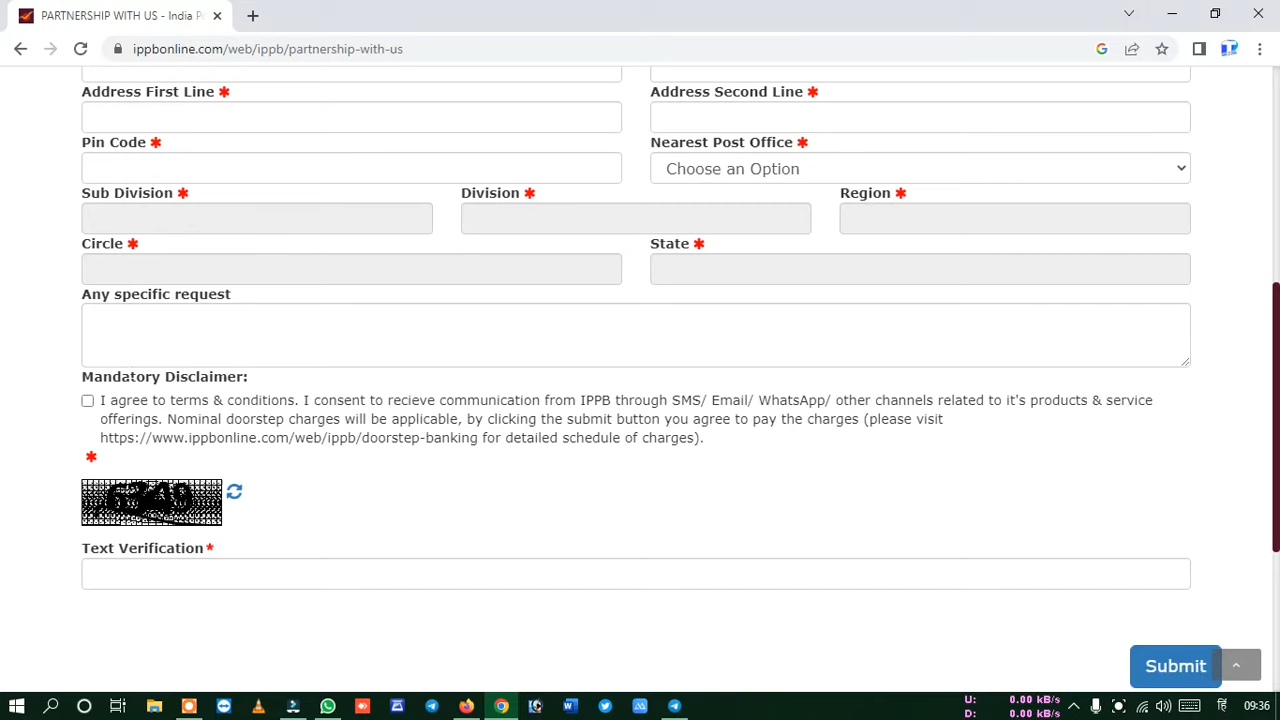 PARTNERSHIP WITH US - India P
ippbonline.com/web/ippb/partnership-with-us
Address First Line *
Address Second Line *
Pin Code *
Nearest Post Office *
Choose an Option
Sub Division *
Division *
Region *
Circle *
State *
Any specific request
Mandatory Disclaimer:
I agree to terms & conditions. I consent to recieve communication from IPPB through SMS/ Email/ WhatsApp/ other channels related to it's products & service
offerings. Nominal doorstep charges will be applicable, by clicking the submit button you agree to pay the charges (please visit
https://www.ippbonline.com/web/ippb/doorstep-banking for detailed schedule of charges).
*
Text Verification *
Submit
U: 0.00 kB/s
D: 0.00 kB/s
09:36